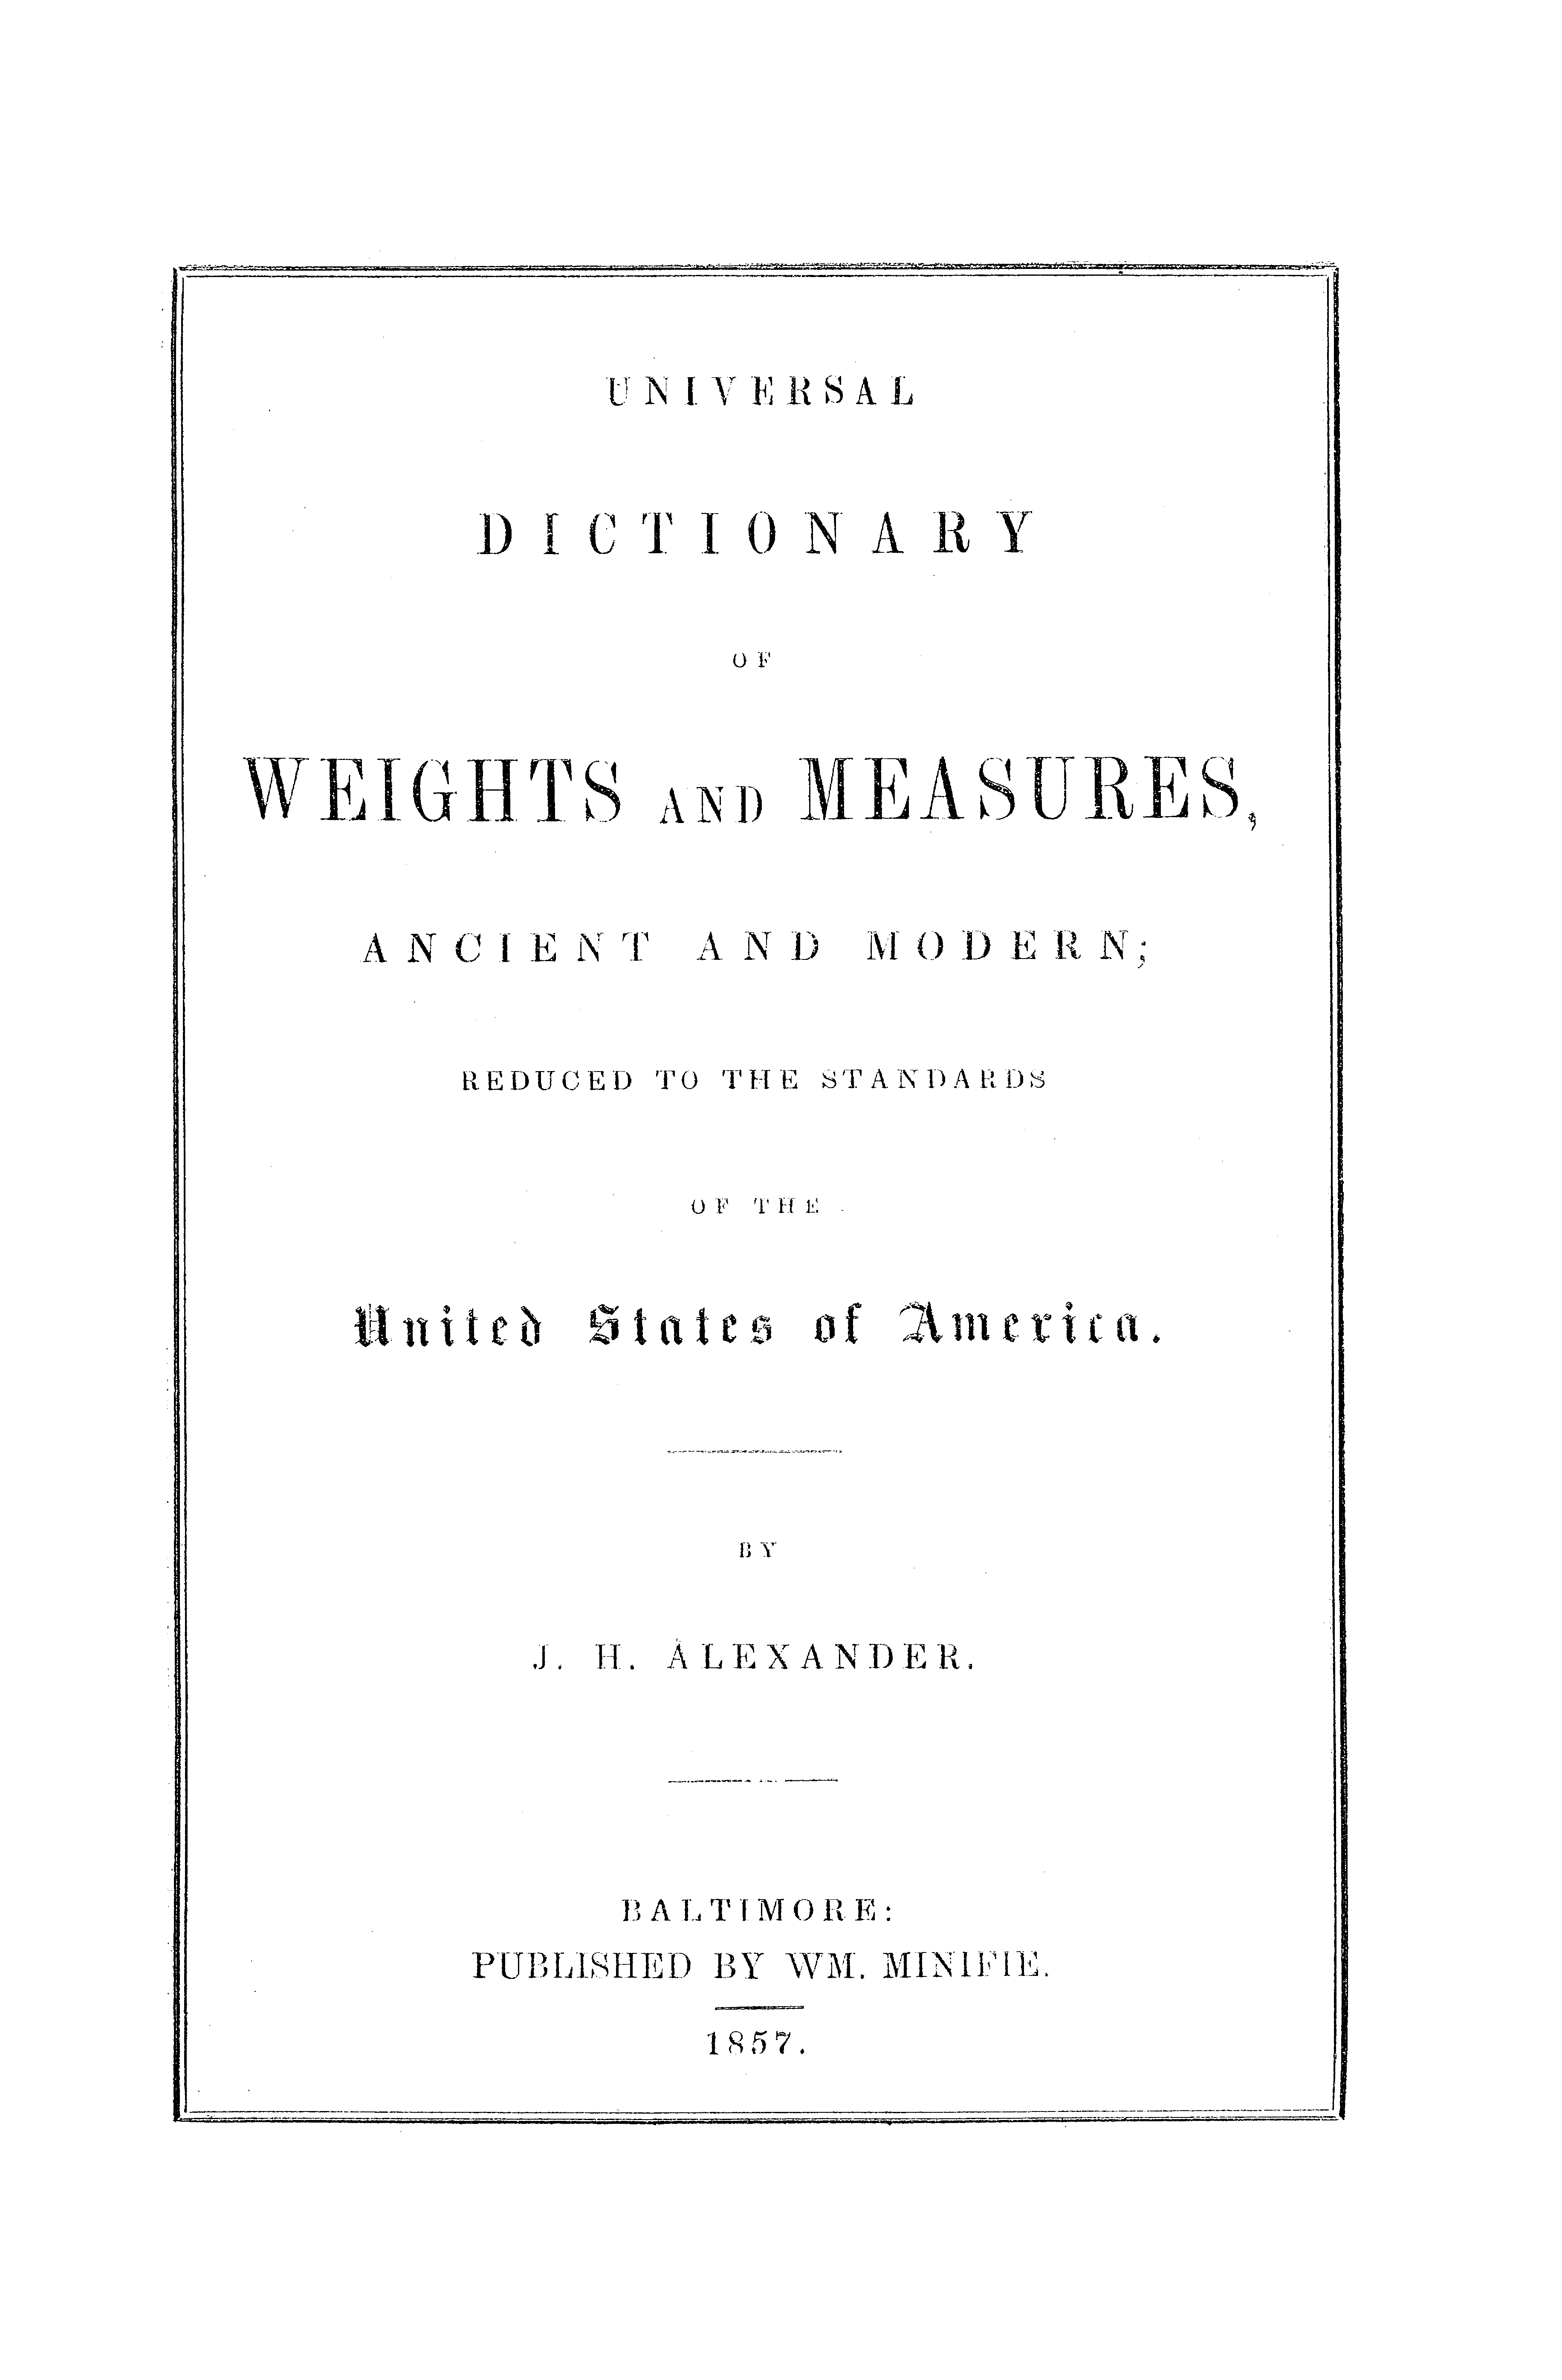 UNIVERSAL
DICTIONARY
OF
WEIGHTS AND MEASURES,
ANCIENT AND MODERN;
REDUCED TO THE STANDARDS
OF THE
United States of America.
BY
J. H. ALEXANDER.
BALTIMORE:
PUBLISHED BY WM. MINIFIE.
1857.